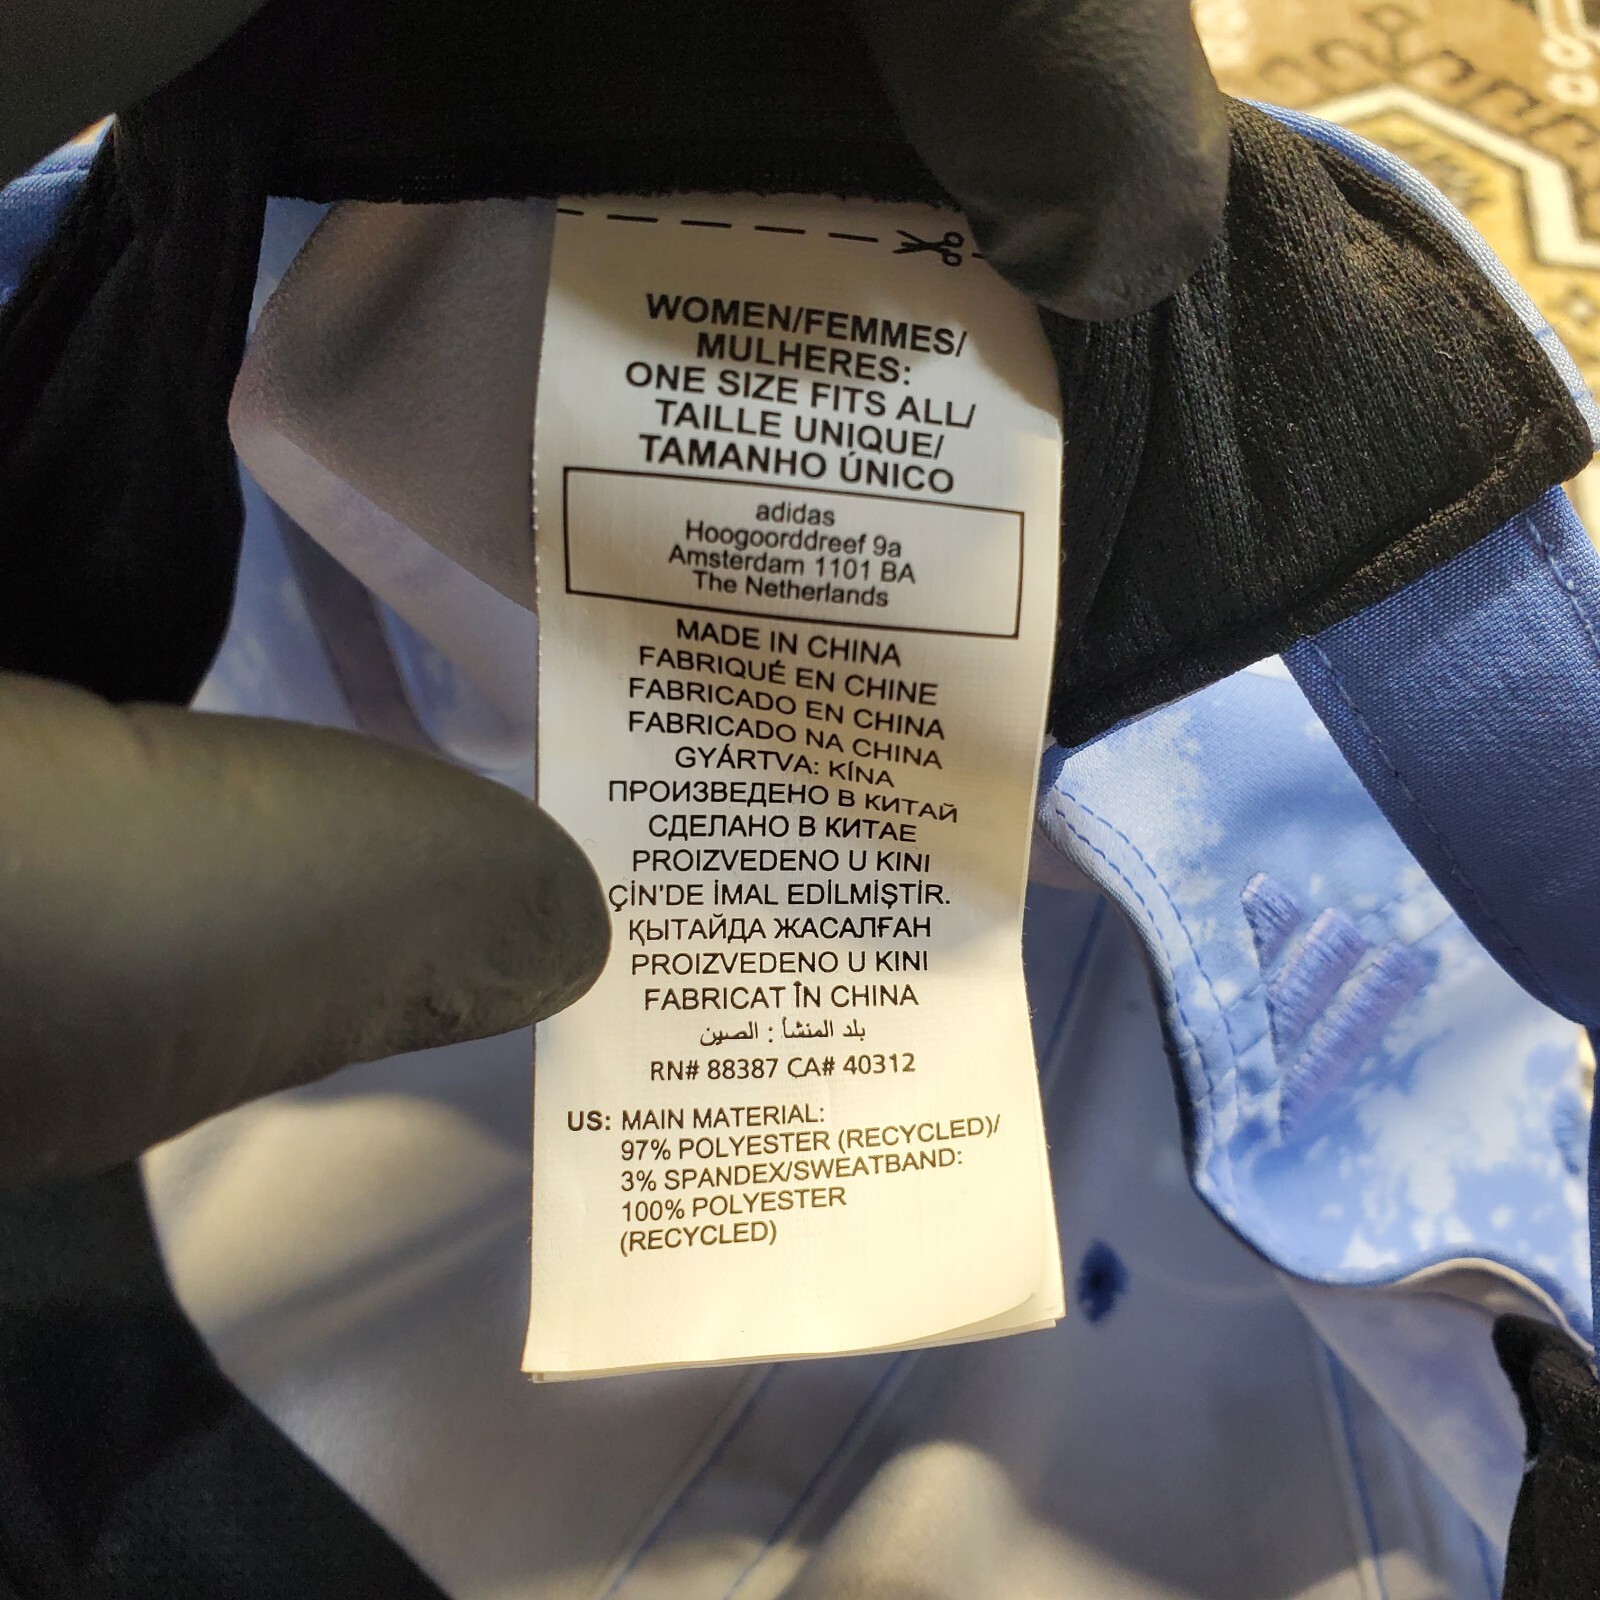 WOMEN/FEMMES/
MULHERES:
ONE SIZE FITS ALL/
TAILLE UNIQUE/
TAMANHO ÚNICO
adidas
Hoogoorddreef 9a
Amsterdam 1101 BA
The Netherlands
MADE IN CHINA
FABRIQUÉ EN CHINE
FABRICADO EN CHINA
FABRICADO NA CHINA
GYÁRTVA: KÍNA
ПРОИЗВЕДЕНО В КИТАЙ
СДЕЛАНО В КИТАЕ
PROIZVEDENO U KINI
ÇİN'DE İMAL EDİLMİŞTİR.
ҚЫТАЙДА ЖАСАЛҒАН
PROIZVEDENO U KINI
FABRICAT ÎN CHINA
بلد المنشأ : الصين
RN# 88387 CA# 40312
US: MAIN MATERIAL:
97% POLYESTER (RECYCLED)/
3% SPANDEX/SWEATBAND:
100% POLYESTER
(RECYCLED)